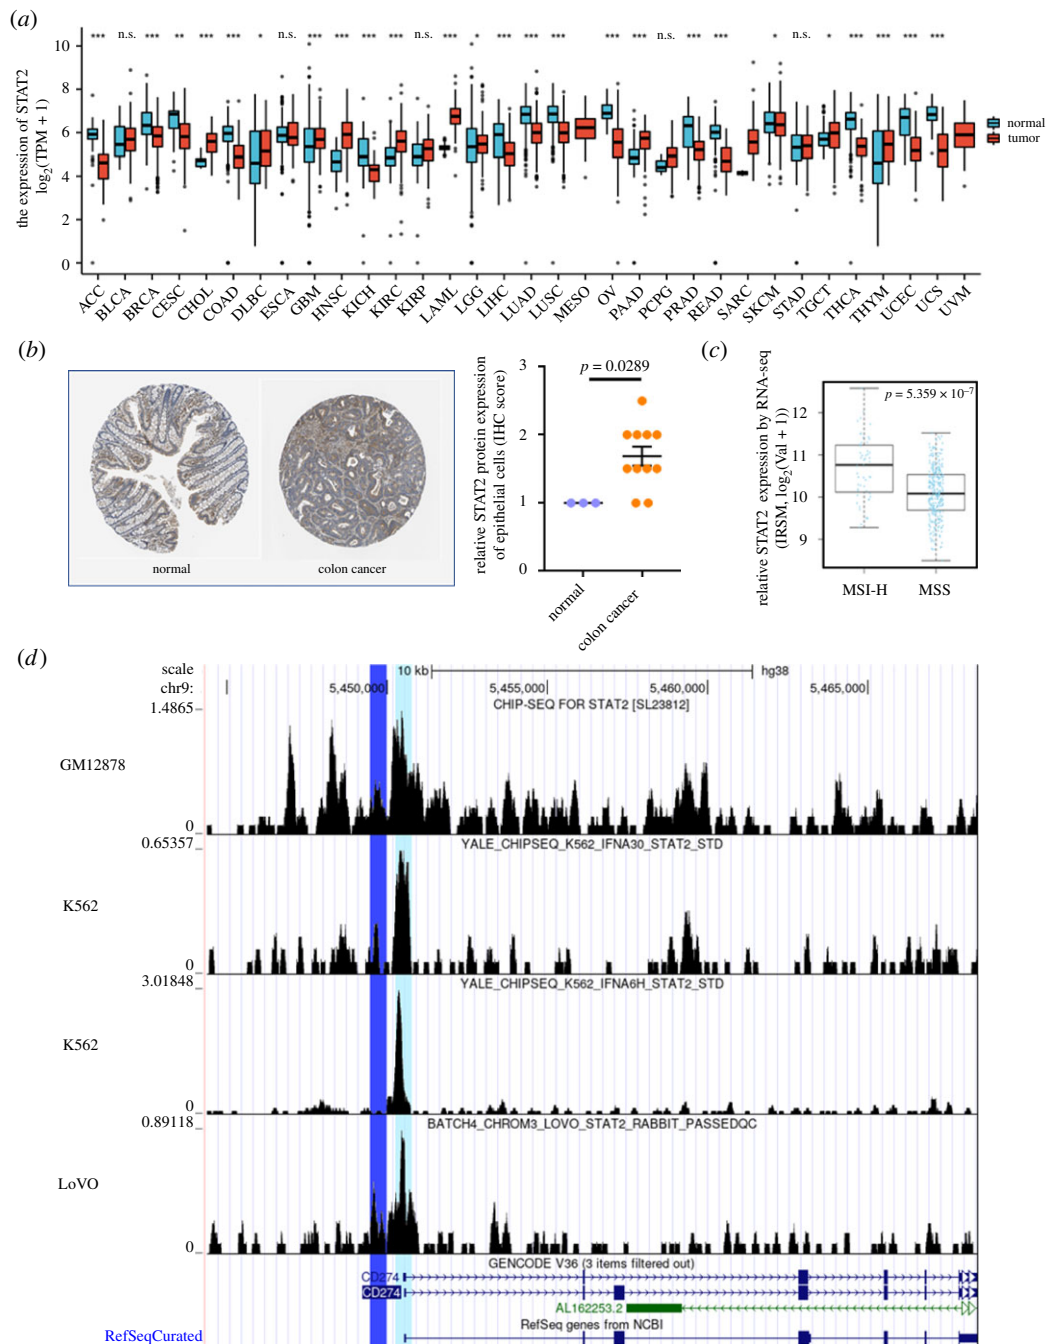 (a)
the expression of STAT2
log2(TPM + 1)
10
8
6
4
2
0
*** n.s. *** ** *** *** * n.s. *** *** *** *** n.s. *** * *** *** *** *** *** n.s. *** *** * n.s. * *** *** *** ***
normal
tumor
ACC BLCA BRCA CESC CHOL COAD DLBC ESCA GBM HNSC KICH KIRC KIRP LAML LGG LIHC LUAD LUSC MESO OV PAAD PCPG PRAD READ SARC SKCM STAD TGCT THCA THYM UCEC UCS UVM
(b)
normal
colon cancer
relative STAT2 protein expression
of epithelial cells (IHC score)
3
2
1
0
p = 0.0289
normal
colon cancer
(c)
relative STAT2 expression by RNA-seq
(IRSM, log2(Val + 1))
12
11
10
9
p = 5.359 × 10–7
MSI-H
MSS
(d)
scale
10 kb
hg38
chr9:
5,450,000
5,455,000
5,460,000
5,465,000
CHIP-SEQ FOR STAT2 [SL23812]
1.4865
GM12878
0
YALE_CHIPSEQ_K562_IFNA30_STAT2_STD
0.65357
K562
0
YALE_CHIPSEQ_K562_IFNA6H_STAT2_STD
3.01848
K562
0
BATCH4_CHROM3_LOVO_STAT2_RABBIT_PASSEDQC
0.89118
LoVO
0
GENCODE V36 (3 items filtered out)
CD274
CD274
AL162253.2
RefSeq genes from NCBI
RefSeqCurated